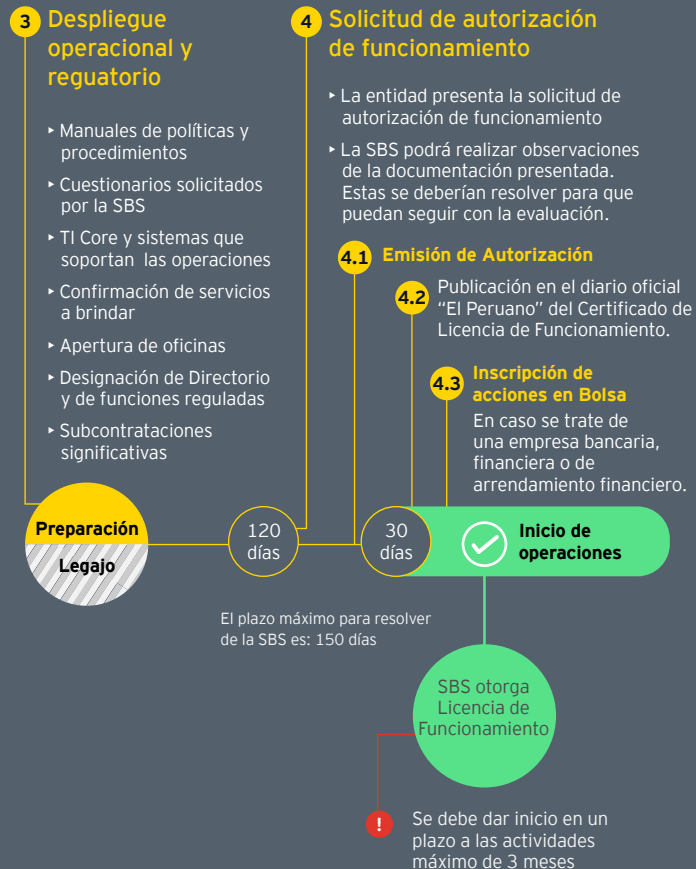 3 Despliegue
operacional y
reguatorio
‣ Manuales de políticas y
procedimientos
‣ Cuestionarios solicitados
por la SBS
‣ TI Core y sistemas que
soportan las operaciones
‣ Confirmación de servicios
a brindar
‣ Apertura de oficinas
‣ Designación de Directorio
y de funciones reguladas
‣ Subcontrataciones
significativas
4 Solicitud de autorización
de funcionamiento
‣ La entidad presenta la solicitud de
autorización de funcionamiento
‣ La SBS podrá realizar observaciones
de la documentación presentada.
Estas se deberían resolver para que
puedan seguir con la evaluación.
4.1 Emisión de Autorización
4.2 Publicación en el diario oficial
“El Peruano” del Certificado de
Licencia de Funcionamiento.
4.3 Inscripción de
acciones en Bolsa
En caso se trate de
una empresa bancaria,
financiera o de
arrendamiento financiero.
Preparación
Legajo
120
días
30
días
Inicio de
operaciones
El plazo máximo para resolver
de la SBS es: 150 días
SBS otorga
Licencia de
Funcionamiento
! Se debe dar inicio en un
plazo a las actividades
máximo de 3 meses